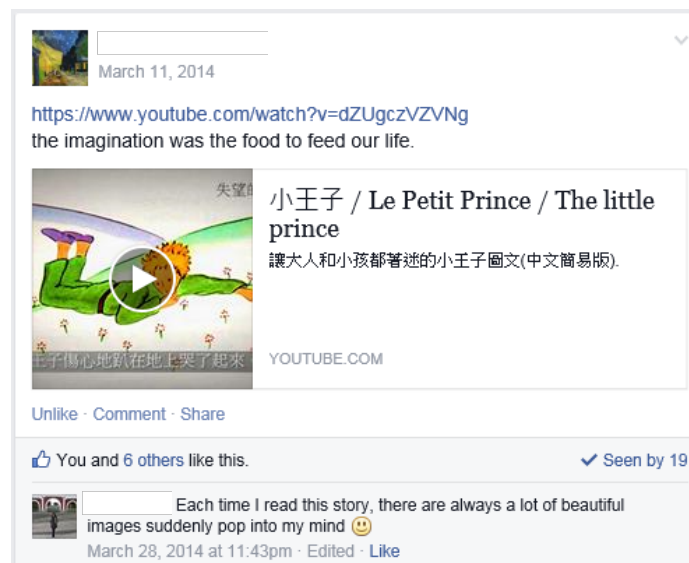 March 11, 2014
https://www.youtube.com/watch?v=dZUgczVZVNg
the imagination was the food to feed our life.
失望的
王子傷心地趴在地上哭了起來
小王子 / Le Petit Prince / The little
prince
讓大人和小孩都著迷的小王子圖文(中文簡易版).
YOUTUBE.COM
Unlike · Comment · Share
You and 6 others like this.
Seen by 19
Each time I read this story, there are always a lot of beautiful
images suddenly pop into my mind
March 28, 2014 at 11:43pm · Edited · Like